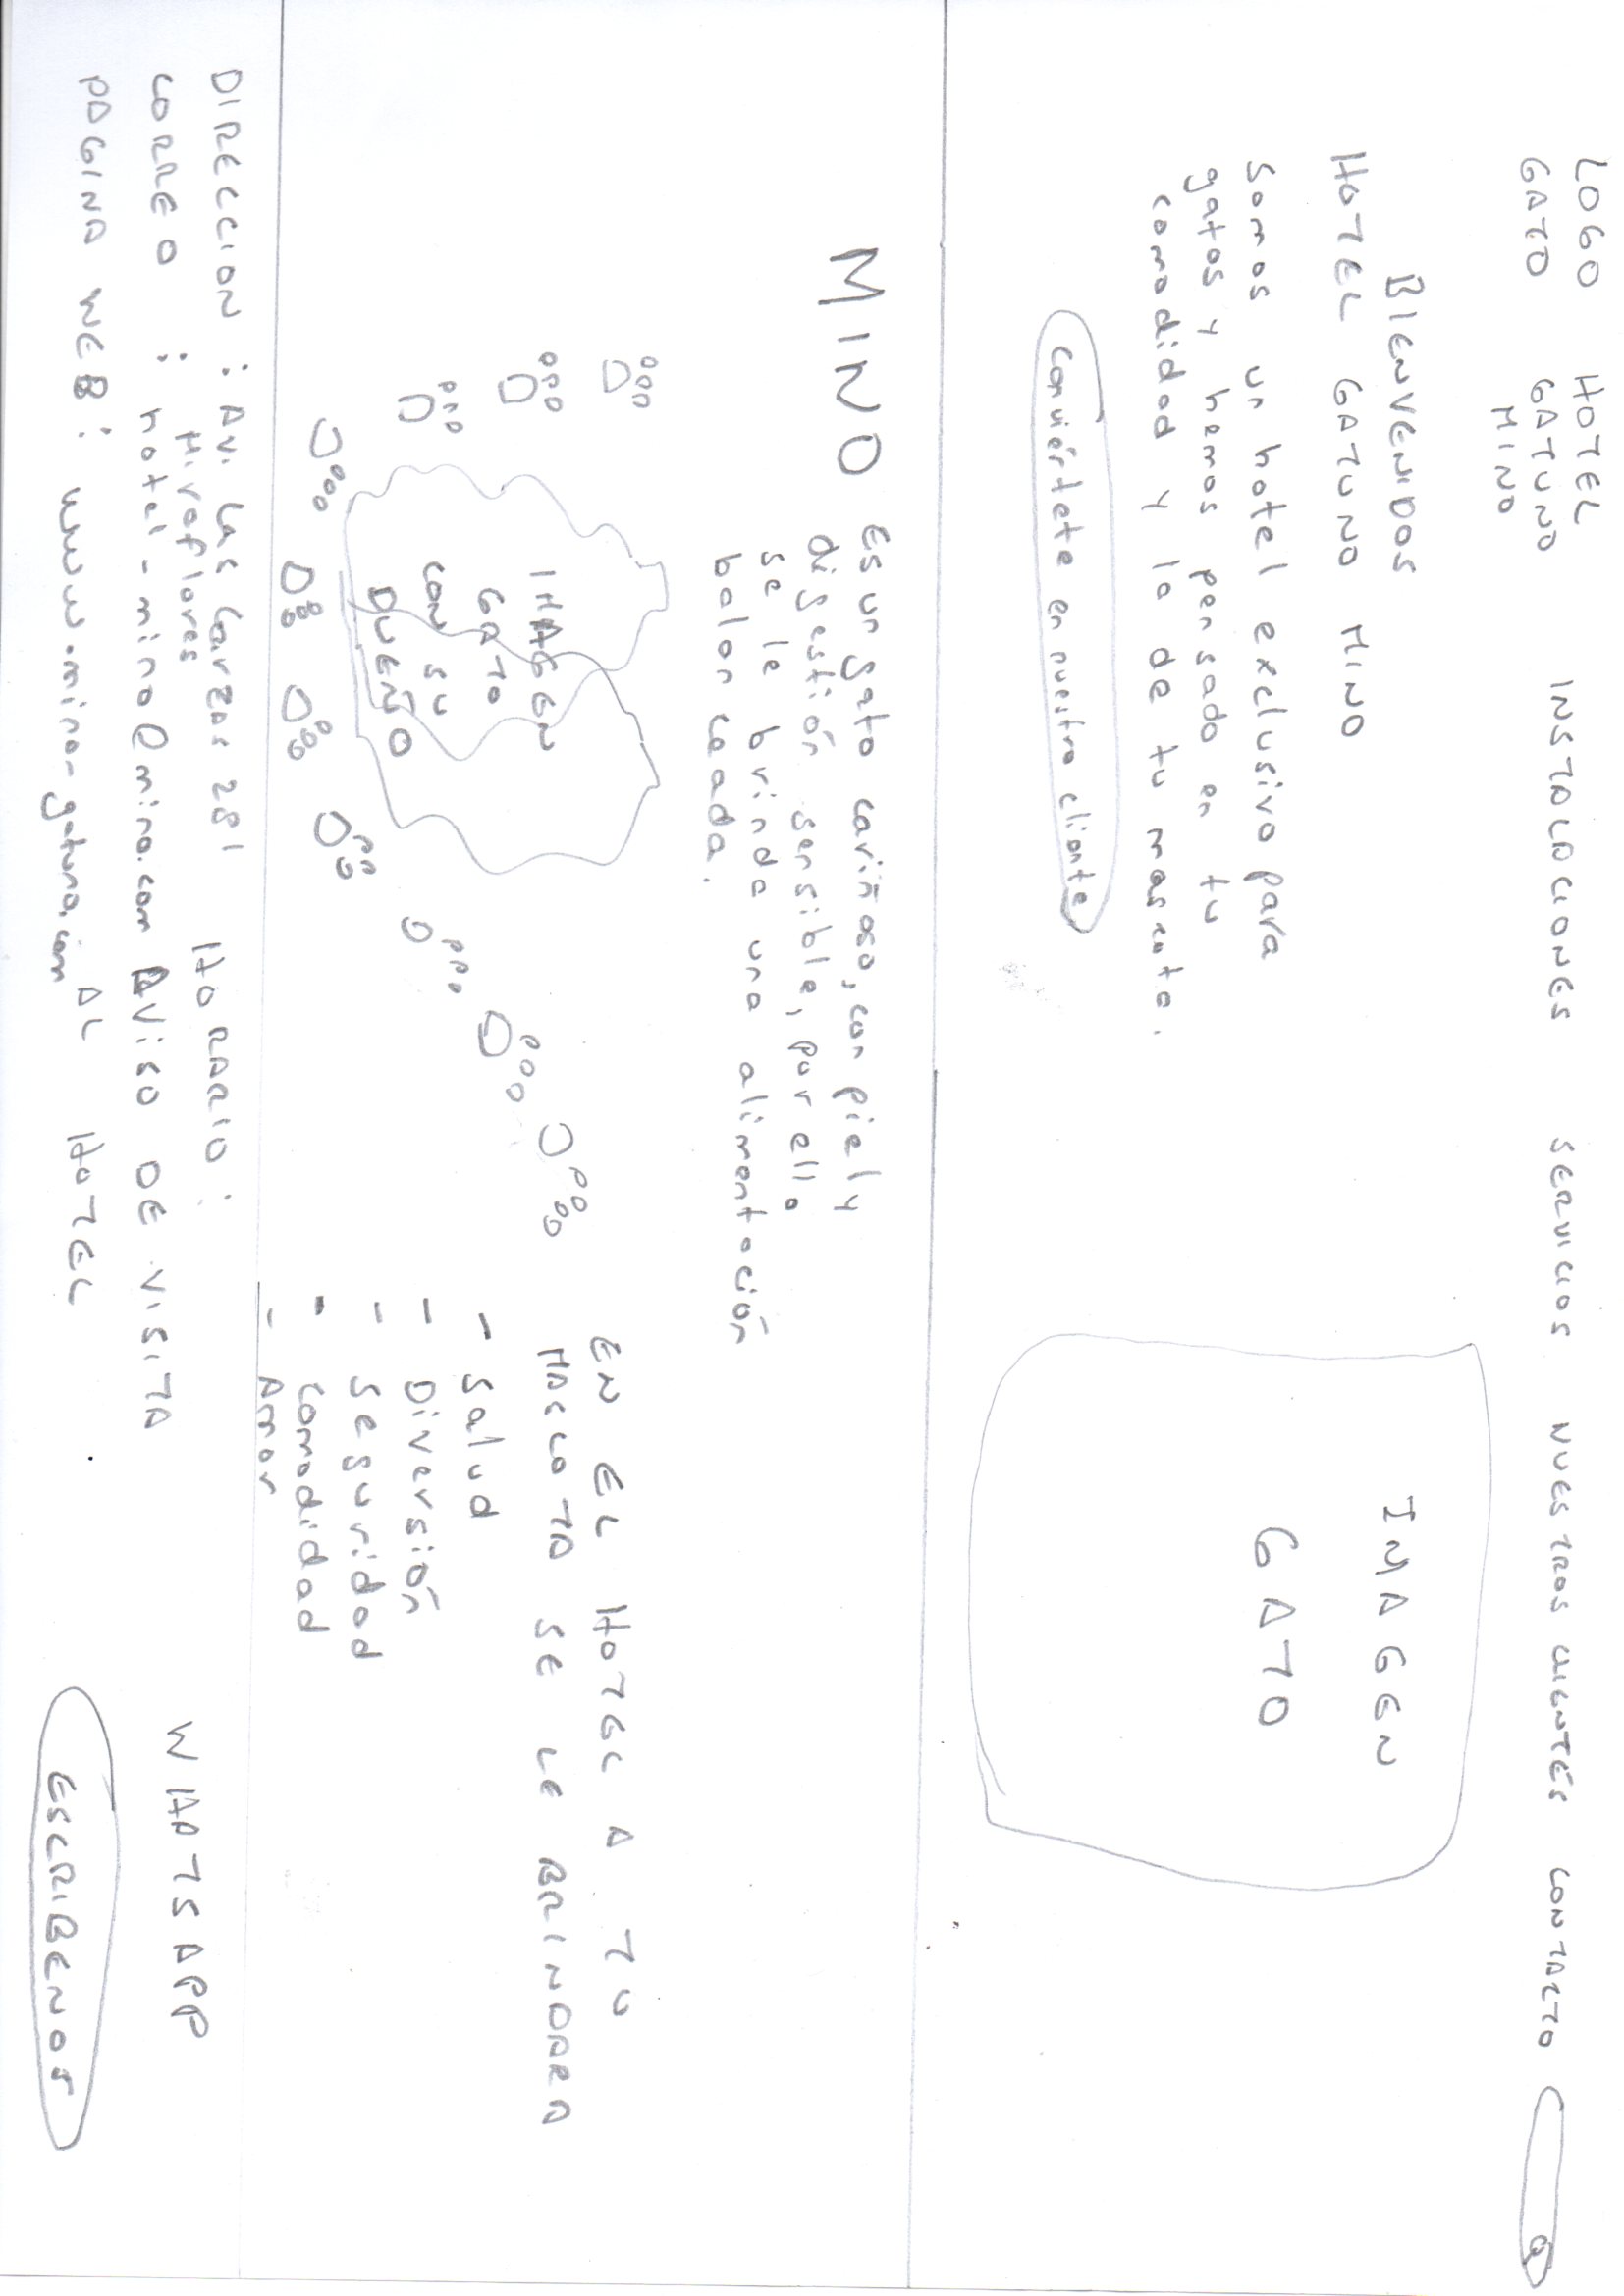 LOGO
GATO
HOTEL
GATUNO
MINO
INSTALACIONES
SERVICIOS
NUESTROS CLIENTES
CONTACTO
BIENVENIDOS
HOTEL GATUNO MINO
Somos un hotel exclusivo para
gatos y hemos pensado en tu
comodidad y la de tu mascota.
Conviértete en nuestro cliente
IMAGEN
GATO
MINO
Es un gato cariñoso, con piel y
digestión sensible, por ello
se le brinda una alimentación
balanceada.
IMAGEN
GATO
CON SU
DUEÑO
EN EL HOTEL A TU
MASCOTA SE LE BRINDARA
- Salud
- Diversión
- Seguridad
- Comodidad
- Amor
DIRECCION : Av. Las Garzas 281
Miraflores
CORREO : hotel-mino@mino.com
PAGINA WEB: www.mino-gatuno.com
HORARIO:
AVISO DE VISITA
AL HOTEL
WHATSAPP
ESCRIBENOS